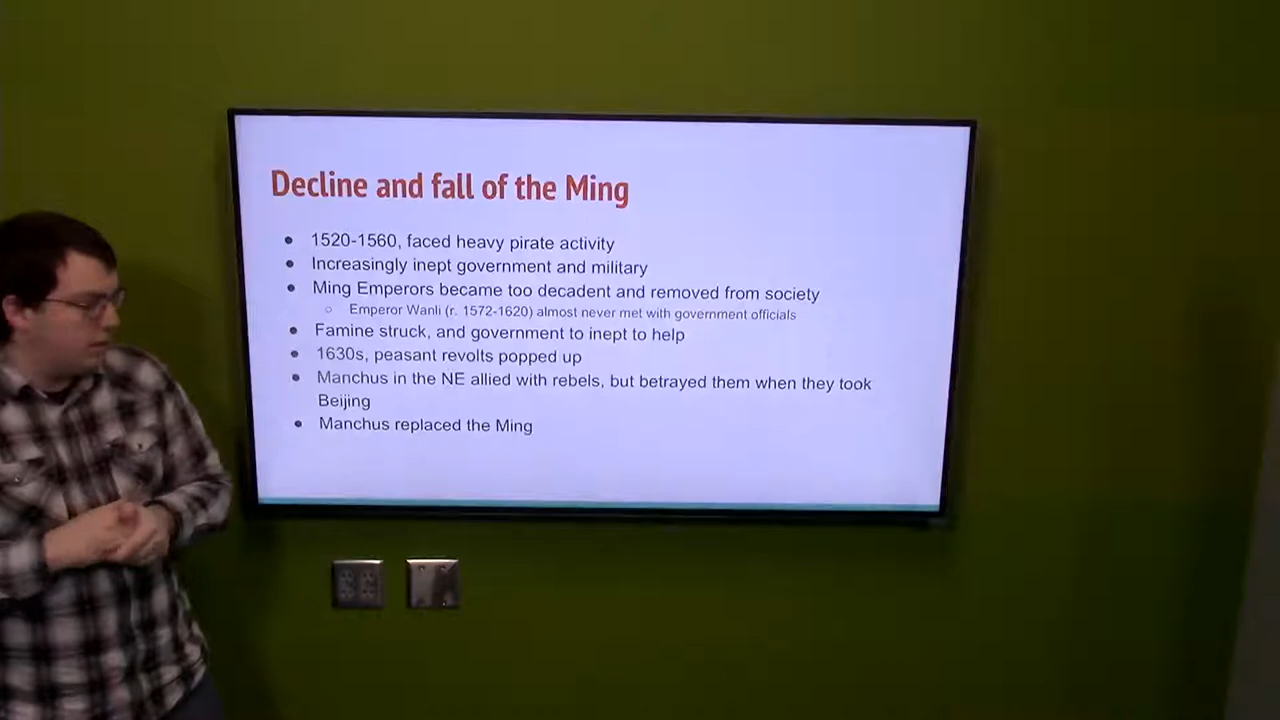 Decline and fall of the Ming
● 1520-1560, faced heavy pirate activity
● Increasingly inept government and military
● Ming Emperors became too decadent and removed from society
○ Emperor Wanli (r. 1572-1620) almost never met with government officials
● Famine struck, and government to inept to help
● 1630s, peasant revolts popped up
● Manchus in the NE allied with rebels, but betrayed them when they took
Beijing
● Manchus replaced the Ming